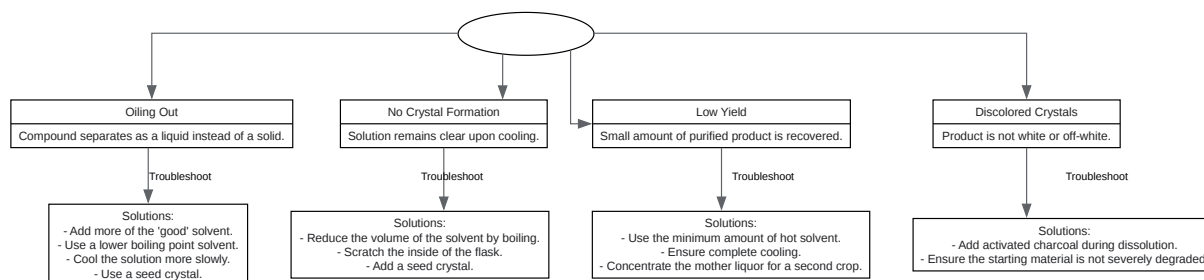 Oiling Out
Compound separates as a liquid instead of a solid.
No Crystal Formation
Solution remains clear upon cooling.
Low Yield
Small amount of purified product is recovered.
Discolored Crystals
Product is not white or off-white.
Troubleshoot
Troubleshoot
Troubleshoot
Troubleshoot
Solutions:
- Add more of the 'good' solvent.
- Use a lower boiling point solvent.
- Cool the solution more slowly.
- Use a seed crystal.
Solutions:
- Reduce the volume of the solvent by boiling.
- Scratch the inside of the flask.
- Add a seed crystal.
Solutions:
- Use the minimum amount of hot solvent.
- Ensure complete cooling.
- Concentrate the mother liquor for a second crop.
Solutions:
- Add activated charcoal during dissolution.
- Ensure the starting material is not severely degraded